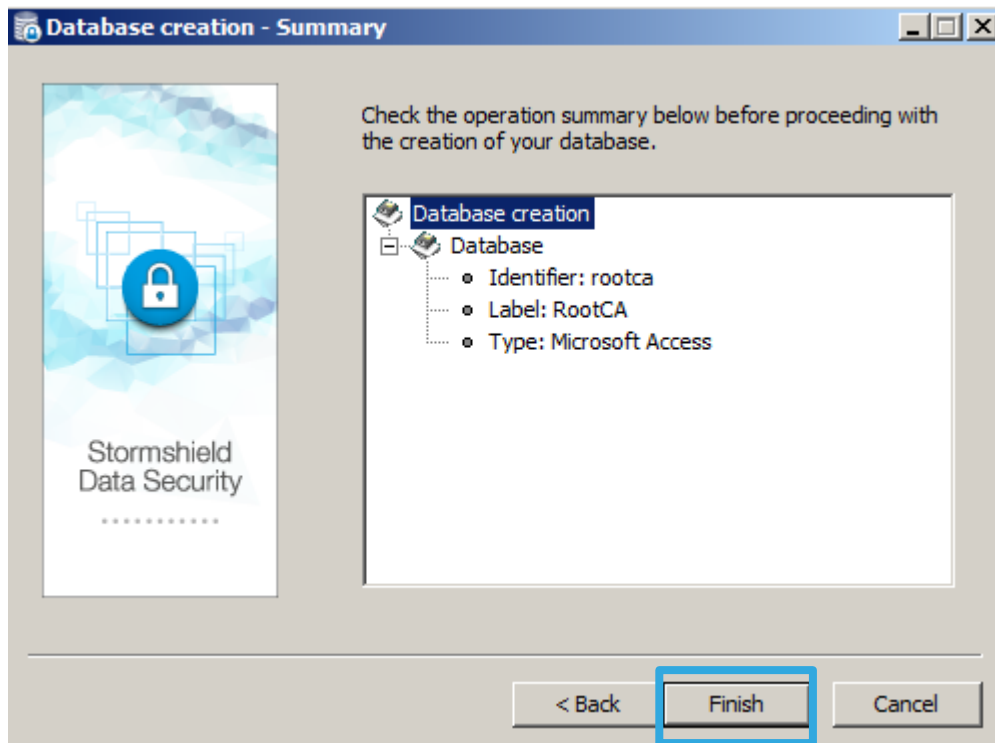 Database creation - Summary
Check the operation summary below before proceeding with
the creation of your database.
Database creation
Database
Identifier: rootca
Label: RootCA
Type: Microsoft Access
Stormshield
Data Security
< Back
Finish
Cancel